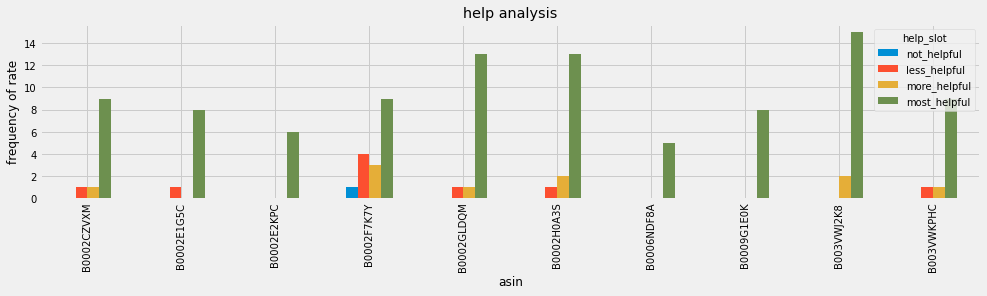 help analysis
help_slot
not_helpful
less_helpful
more_helpful
most_helpful
frequency of rate
14
12
10
8
6
4
2
0
B0002CZVXM
B0002E1G5C
B0002E2KPC
B0002F7K7Y
B0002GLDQM
B0002H0A3S
B0006NDF8A
B0009G1E0K
B003VWJ2K8
B003VWKPHC
asin